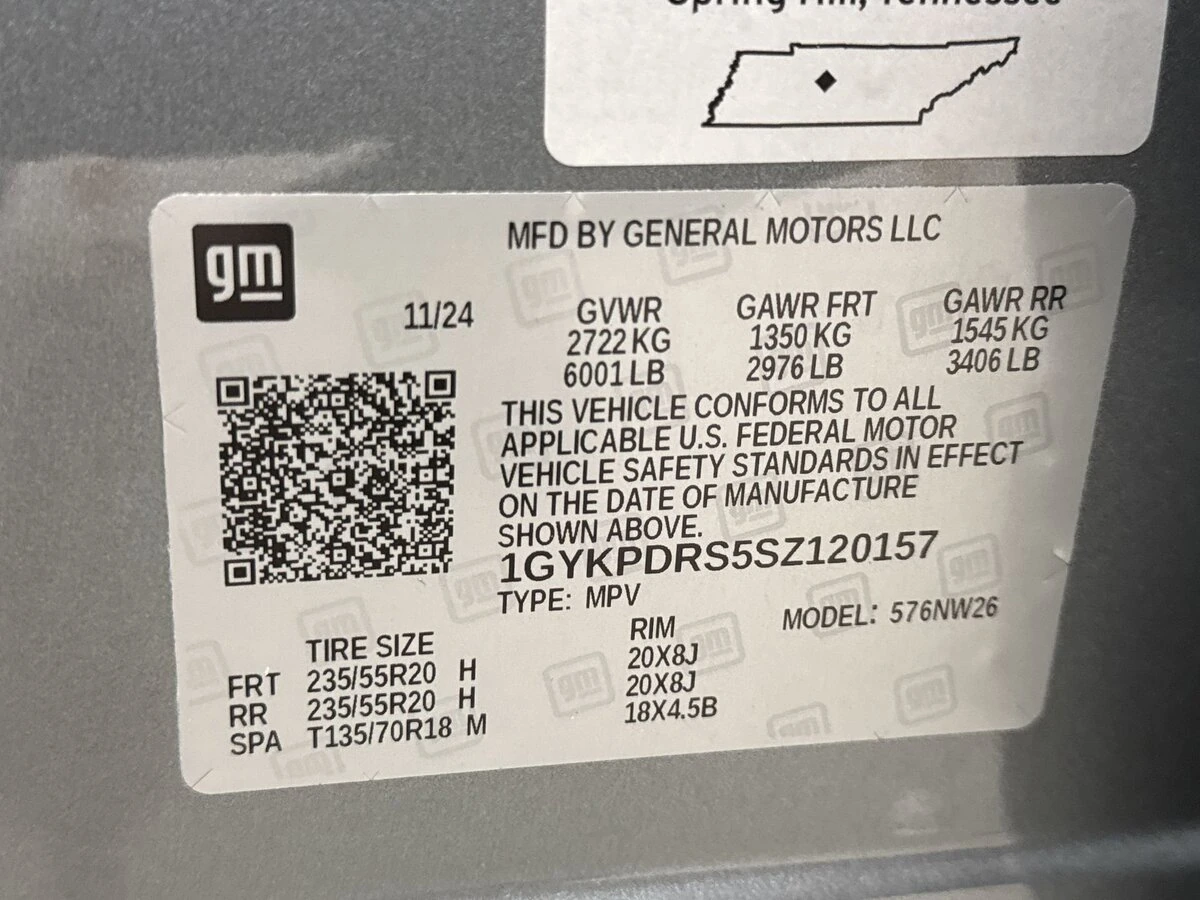 Spring Hill, Tennessee
gm
MFD BY GENERAL MOTORS LLC
11/24 GVWR GAWR FRT GAWR RR
2722 KG 1350 KG 1545 KG
6001 LB 2976 LB 3406 LB
THIS VEHICLE CONFORMS TO ALL
APPLICABLE U.S. FEDERAL MOTOR
VEHICLE SAFETY STANDARDS IN EFFECT
ON THE DATE OF MANUFACTURE
SHOWN ABOVE.
1GYKPDRS5SZ120157
TYPE: MPV MODEL: 576NW26
TIRE SIZE RIM
FRT 235/55R20 H 20X8J
RR 235/55R20 H 20X8J
SPA T135/70R18 M 18X4.5B